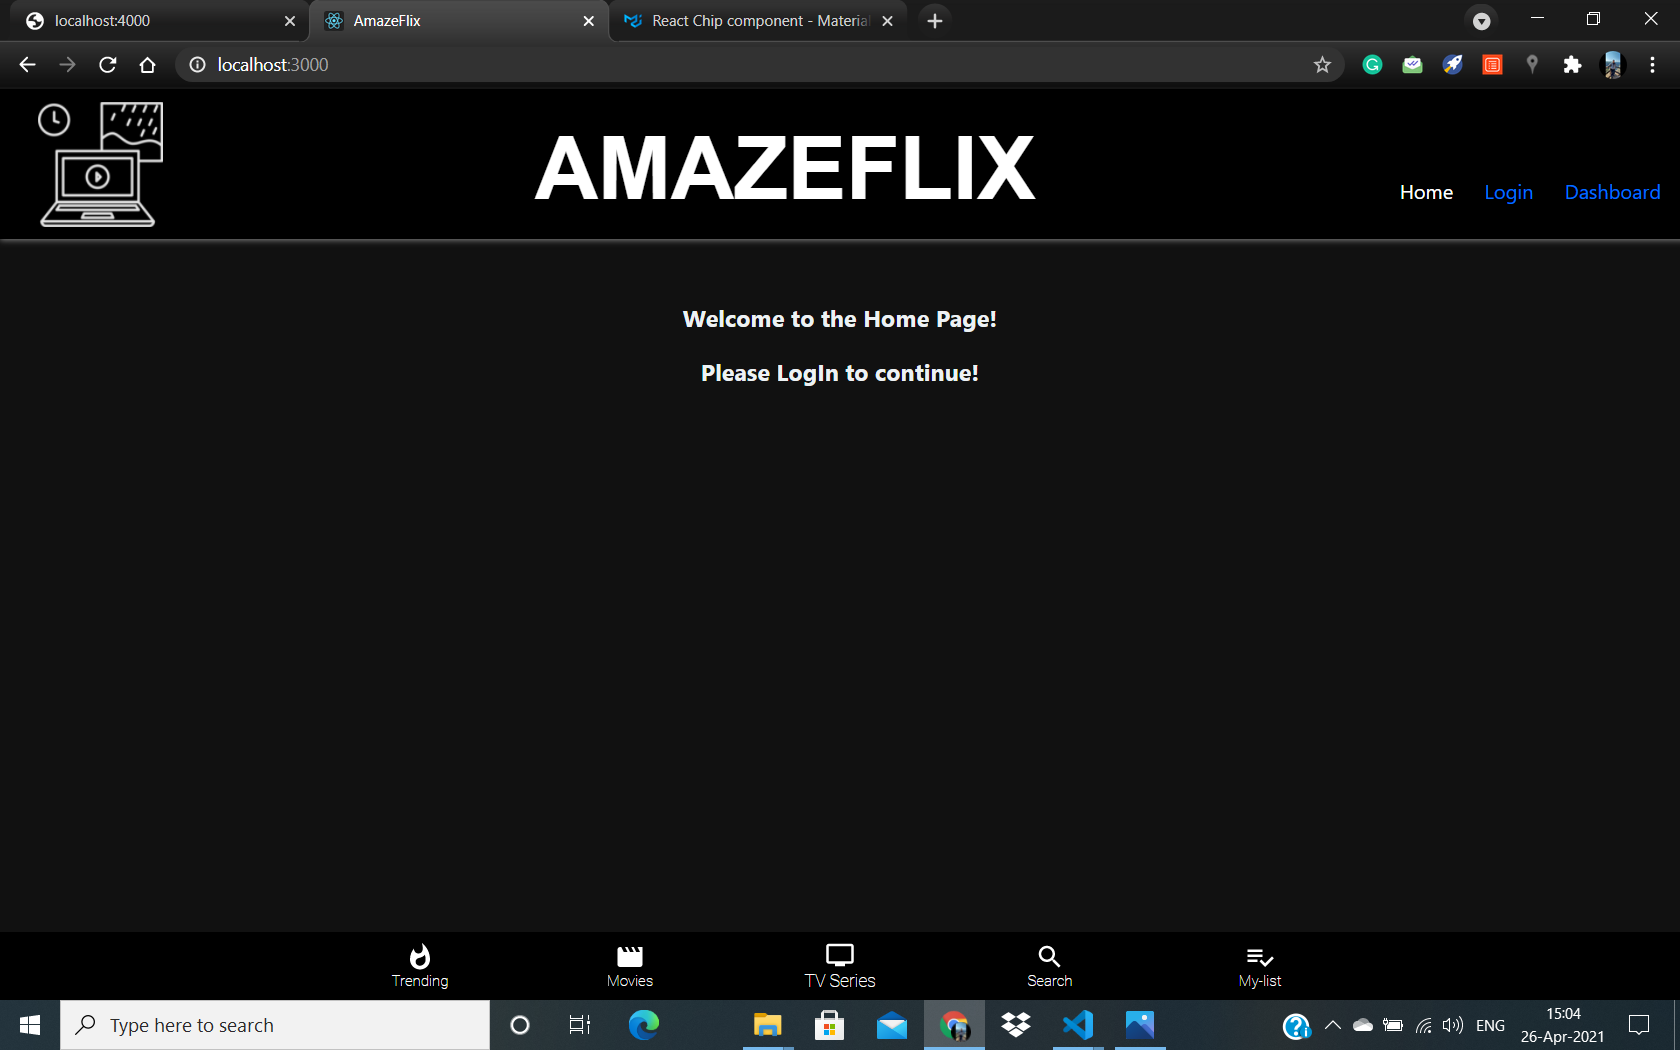 localhost:4000
AmazeFlix
React Chip component - Material
localhost:3000
AMAZEFLIX
Home Login Dashboard
Welcome to the Home Page!
Please LogIn to continue!
Trending Movies TV Series Search My-list
Type here to search
ENG
15:04
26-Apr-2021